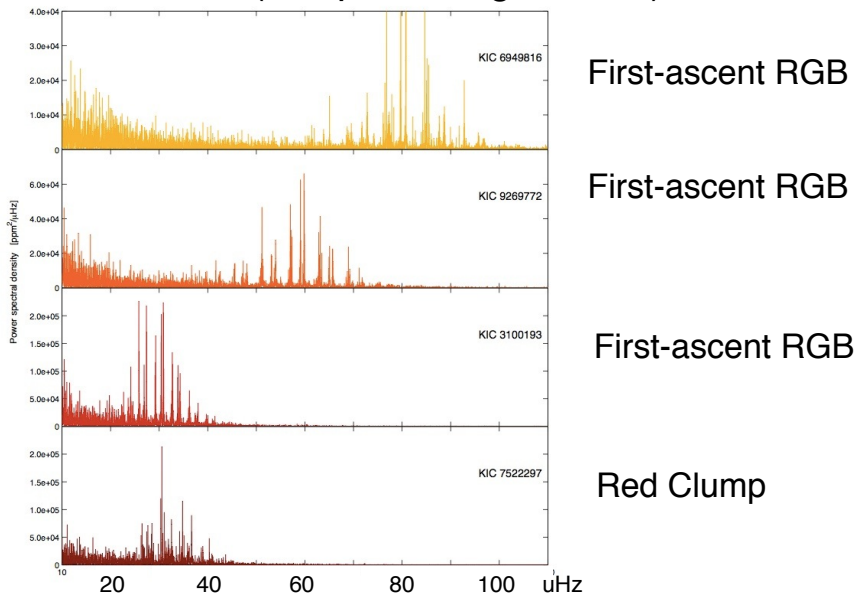 4.0e+04
3.0e+04
2.0e+04
1.0e+04
0
KIC 6949816
First-ascent RGB
6.0e+04
4.0e+04
2.0e+04
0
KIC 9269772
First-ascent RGB
Power spectral density [ppm²/μHz]
2.0e+05
1.5e+05
1.0e+05
5.0e+04
0
KIC 3100193
First-ascent RGB
2.0e+05
1.5e+05
1.0e+05
5.0e+04
0
KIC 7522297
Red Clump
10
20 40 60 80 100 uHz